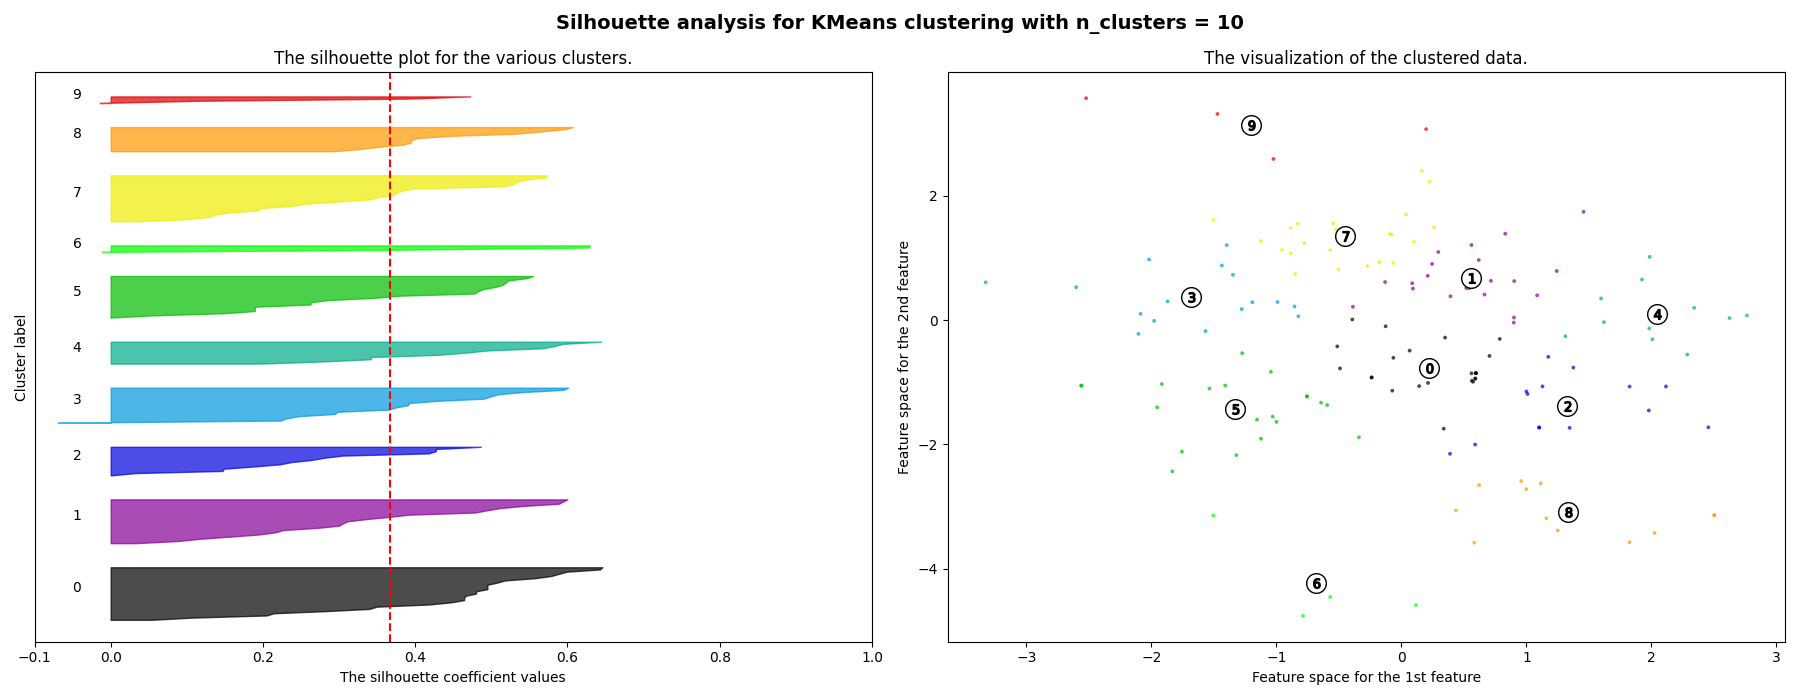 Silhouette analysis for KMeans clustering with n_clusters = 10
The silhouette plot for the various clusters.
Cluster label
9
8
7
6
5
4
3
2
1
0
−0.1 0.0 0.2 0.4 0.6 0.8 1.0
The silhouette coefficient values
The visualization of the clustered data.
Feature space for the 2nd feature
2
0
−2
−4
9
7
1
3
4
0
2
5
8
6
−3 −2 −1 0 1 2 3
Feature space for the 1st feature